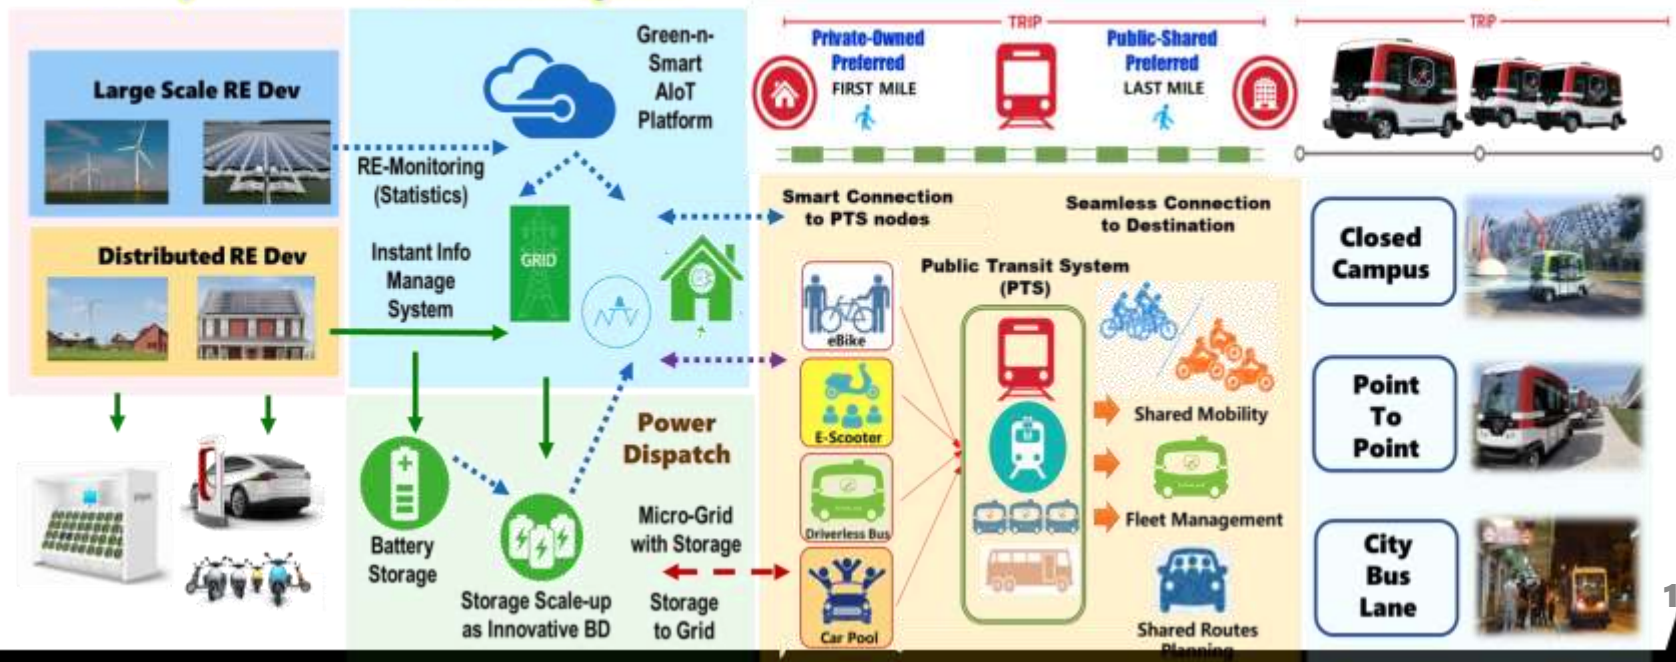 Large Scale RE Dev
Distributed RE Dev
Green-n-
Smart
AIoT
Platform
RE-Monitoring
(Statistics)
Instant Info
Manage
System
GRID
Battery
Storage
Storage Scale-up
as Innovative BD
Power
Dispatch
Micro-Grid
with Storage
Storage
to Grid
TRIP
Private-Owned
Preferred
FIRST MILE
Public-Shared
Preferred
LAST MILE
Smart Connection
to PTS nodes
Seamless Connection
to Destination
Public Transit System
(PTS)
eBike
E-Scooter
Driverless Bus
Car Pool
Shared Mobility
Fleet Management
Shared Routes
Planning
TRIP
Closed
Campus
Point
To
Point
City
Bus
Lane